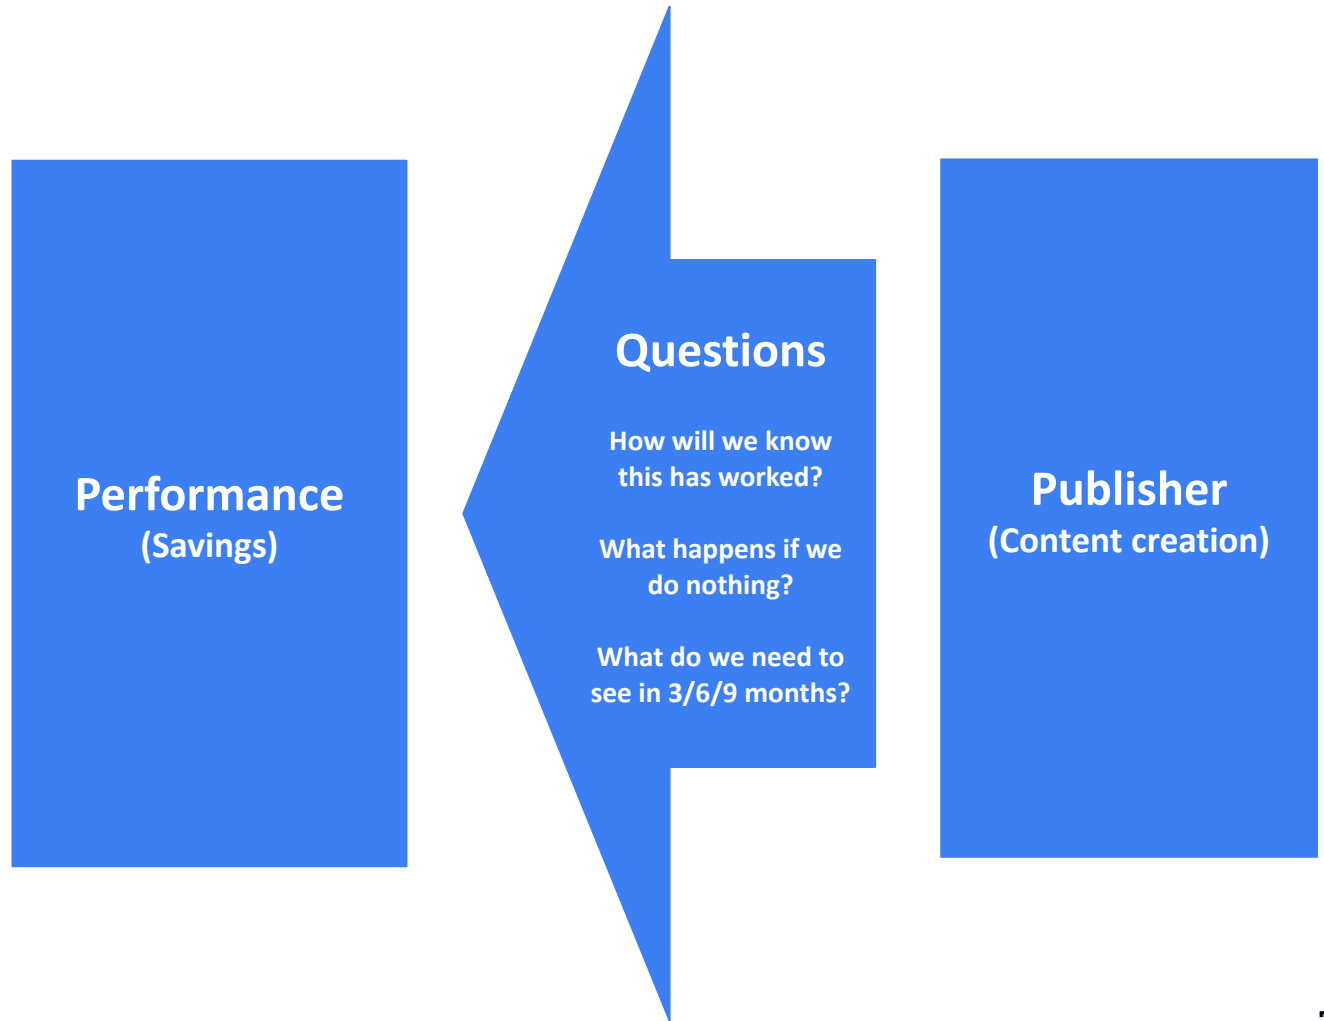 Performance
(Savings)
Questions
How will we know
this has worked?
What happens if we
do nothing?
What do we need to
see in 3/6/9 months?
Publisher
(Content creation)